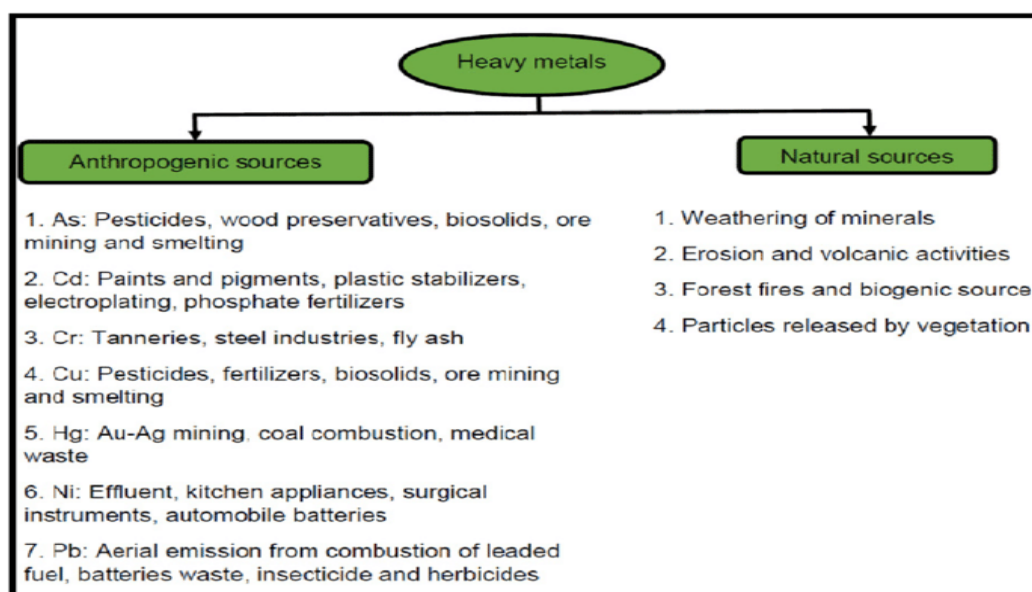 Heavy metals
Anthropogenic sources
1. As: Pesticides, wood preservatives, biosolids, ore
mining and smelting
2. Cd: Paints and pigments, plastic stabilizers,
electroplating, phosphate fertilizers
3. Cr: Tanneries, steel industries, fly ash
4. Cu: Pesticides, fertilizers, biosolids, ore mining
and smelting
5. Hg: Au-Ag mining, coal combustion, medical
waste
6. Ni: Effluent, kitchen appliances, surgical
instruments, automobile batteries
7. Pb: Aerial emission from combustion of leaded
fuel, batteries waste, insecticide and herbicides
Natural sources
1. Weathering of minerals
2. Erosion and volcanic activities
3. Forest fires and biogenic source
4. Particles released by vegetation